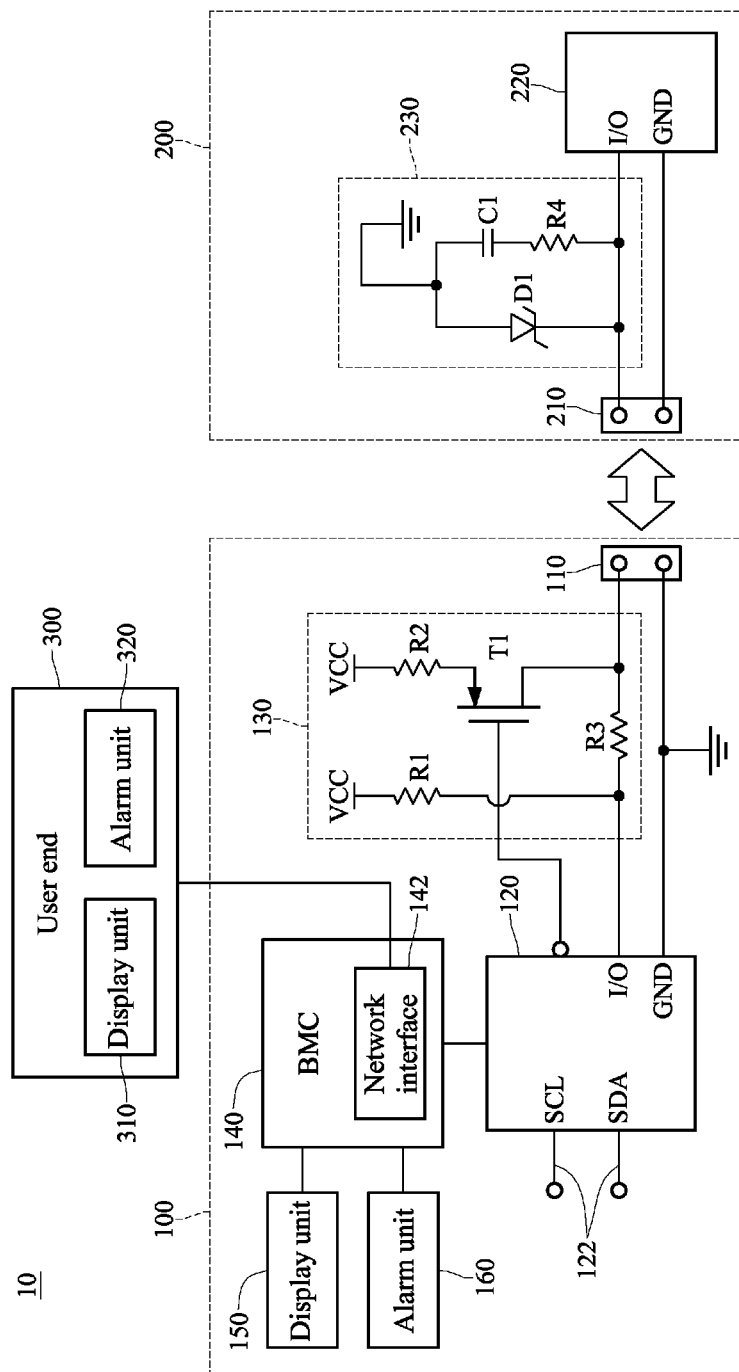 10
300
User end
Display unit
310
Alarm unit
320
100
150
Display unit
Alarm unit
160
140
BMC
Network
interface
142
130
VCC
VCC
R1
R2
T1
R3
110
120
SCL
SDA
122
I/O
GND
200
230
C1
R4
D1
210
220
I/O
GND